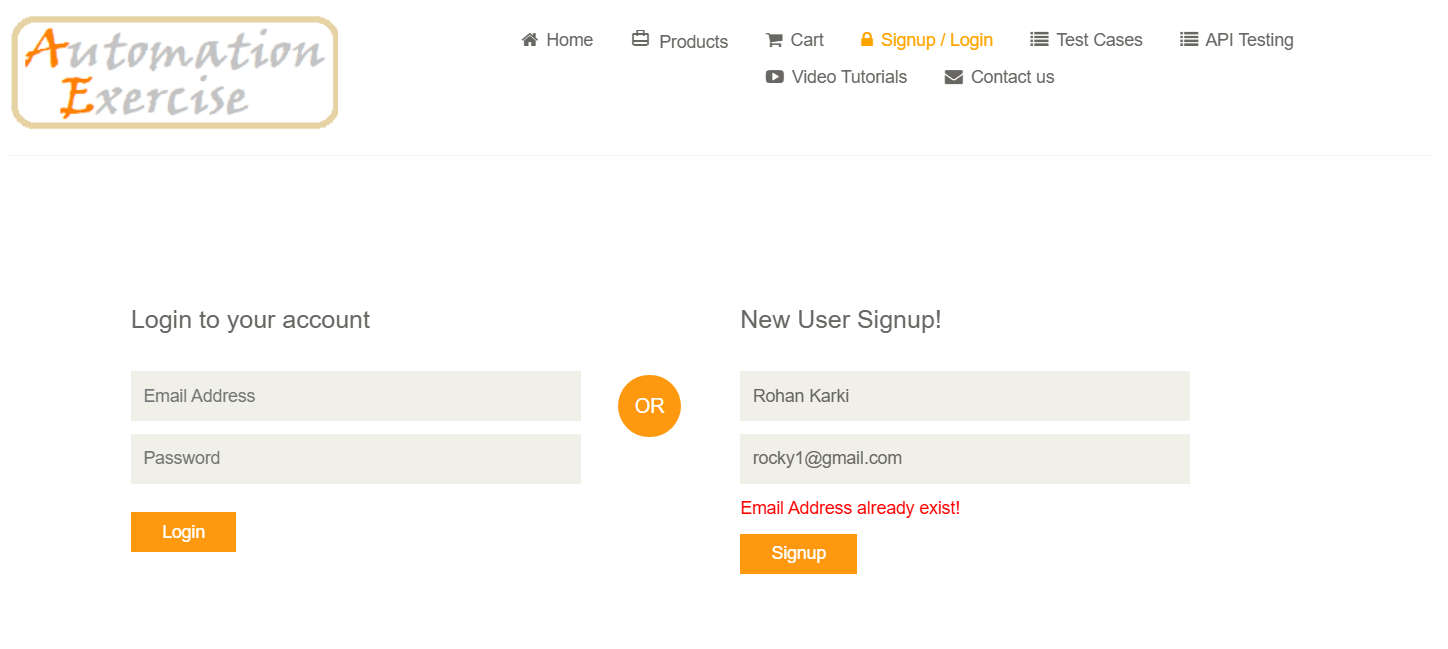 Automation
Exercise
Home Products Cart Signup / Login Test Cases API Testing
Video Tutorials Contact us
Login to your account
Email Address
Password
Login
OR
New User Signup!
Rohan Karki
rocky1@gmail.com
Email Address already exist!
Signup